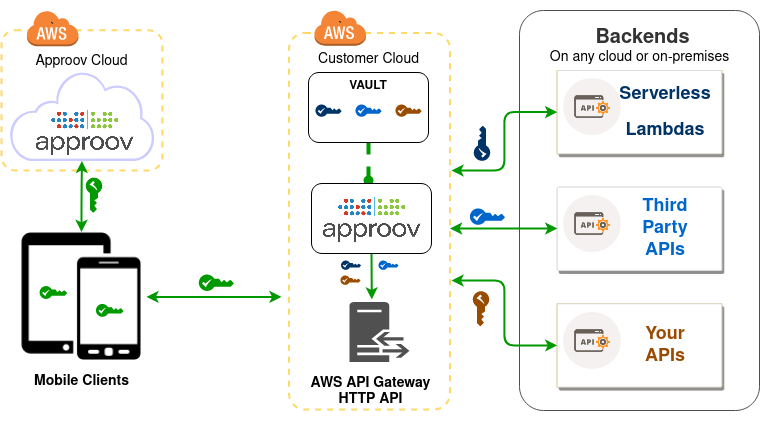 AWS
Approov Cloud
approov
Mobile Clients
AWS
Customer Cloud
VAULT
approov
AWS API Gateway
HTTP API
Backends
On any cloud or on-premises
API
Serverless
Lambdas
API
Third
Party
APIs
API
Your
APIs